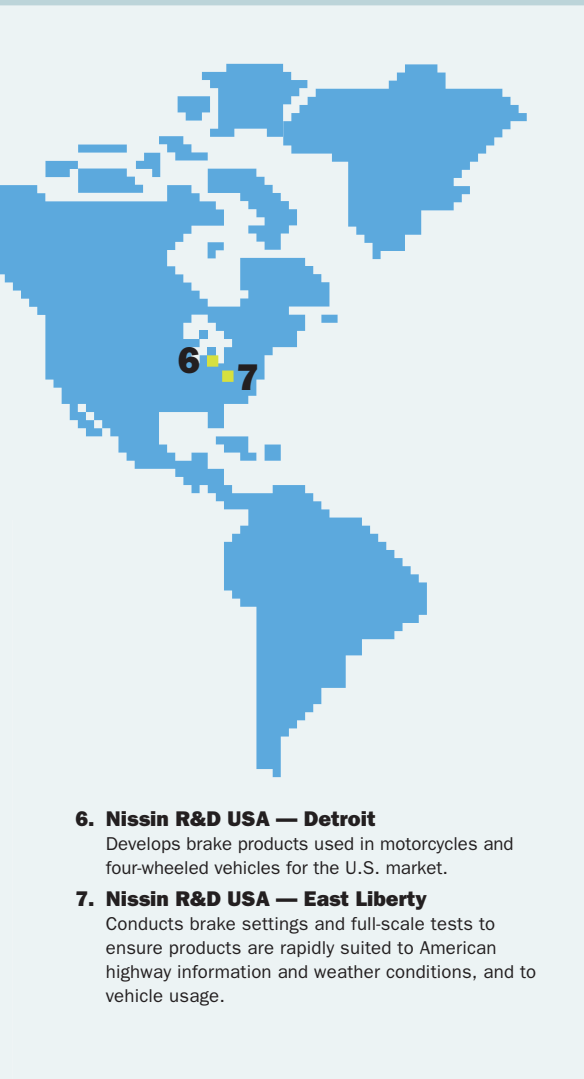 6
7
6. Nissin R&D USA — Detroit
Develops brake products used in motorcycles and
four-wheeled vehicles for the U.S. market.
7. Nissin R&D USA — East Liberty
Conducts brake settings and full-scale tests to
ensure products are rapidly suited to American
highway information and weather conditions, and to
vehicle usage.